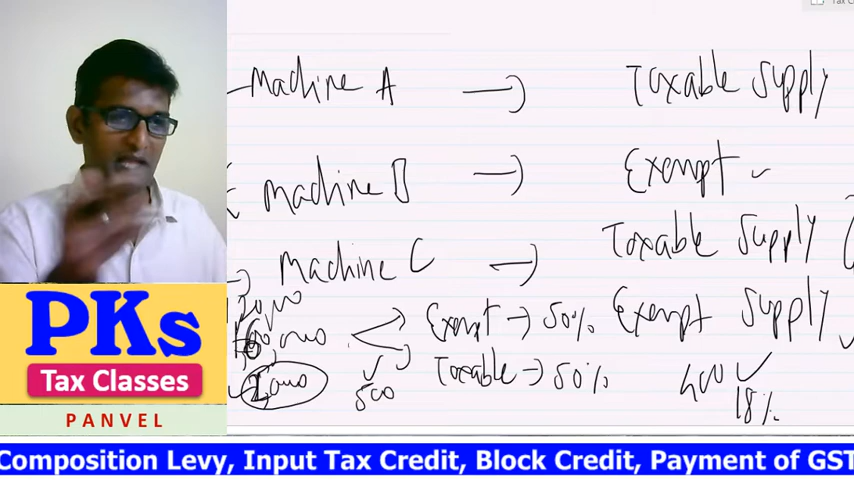 Machine A → Taxable Supply
Machine B → Exempt ✓
Machine C → Taxable Supply
Exempt → 50% Exempt Supply
Taxable → 50% 400 ✓
500 18%
PKs
Tax Classes
PANVEL
Composition Levy, Input Tax Credit, Block Credit, Payment of GST